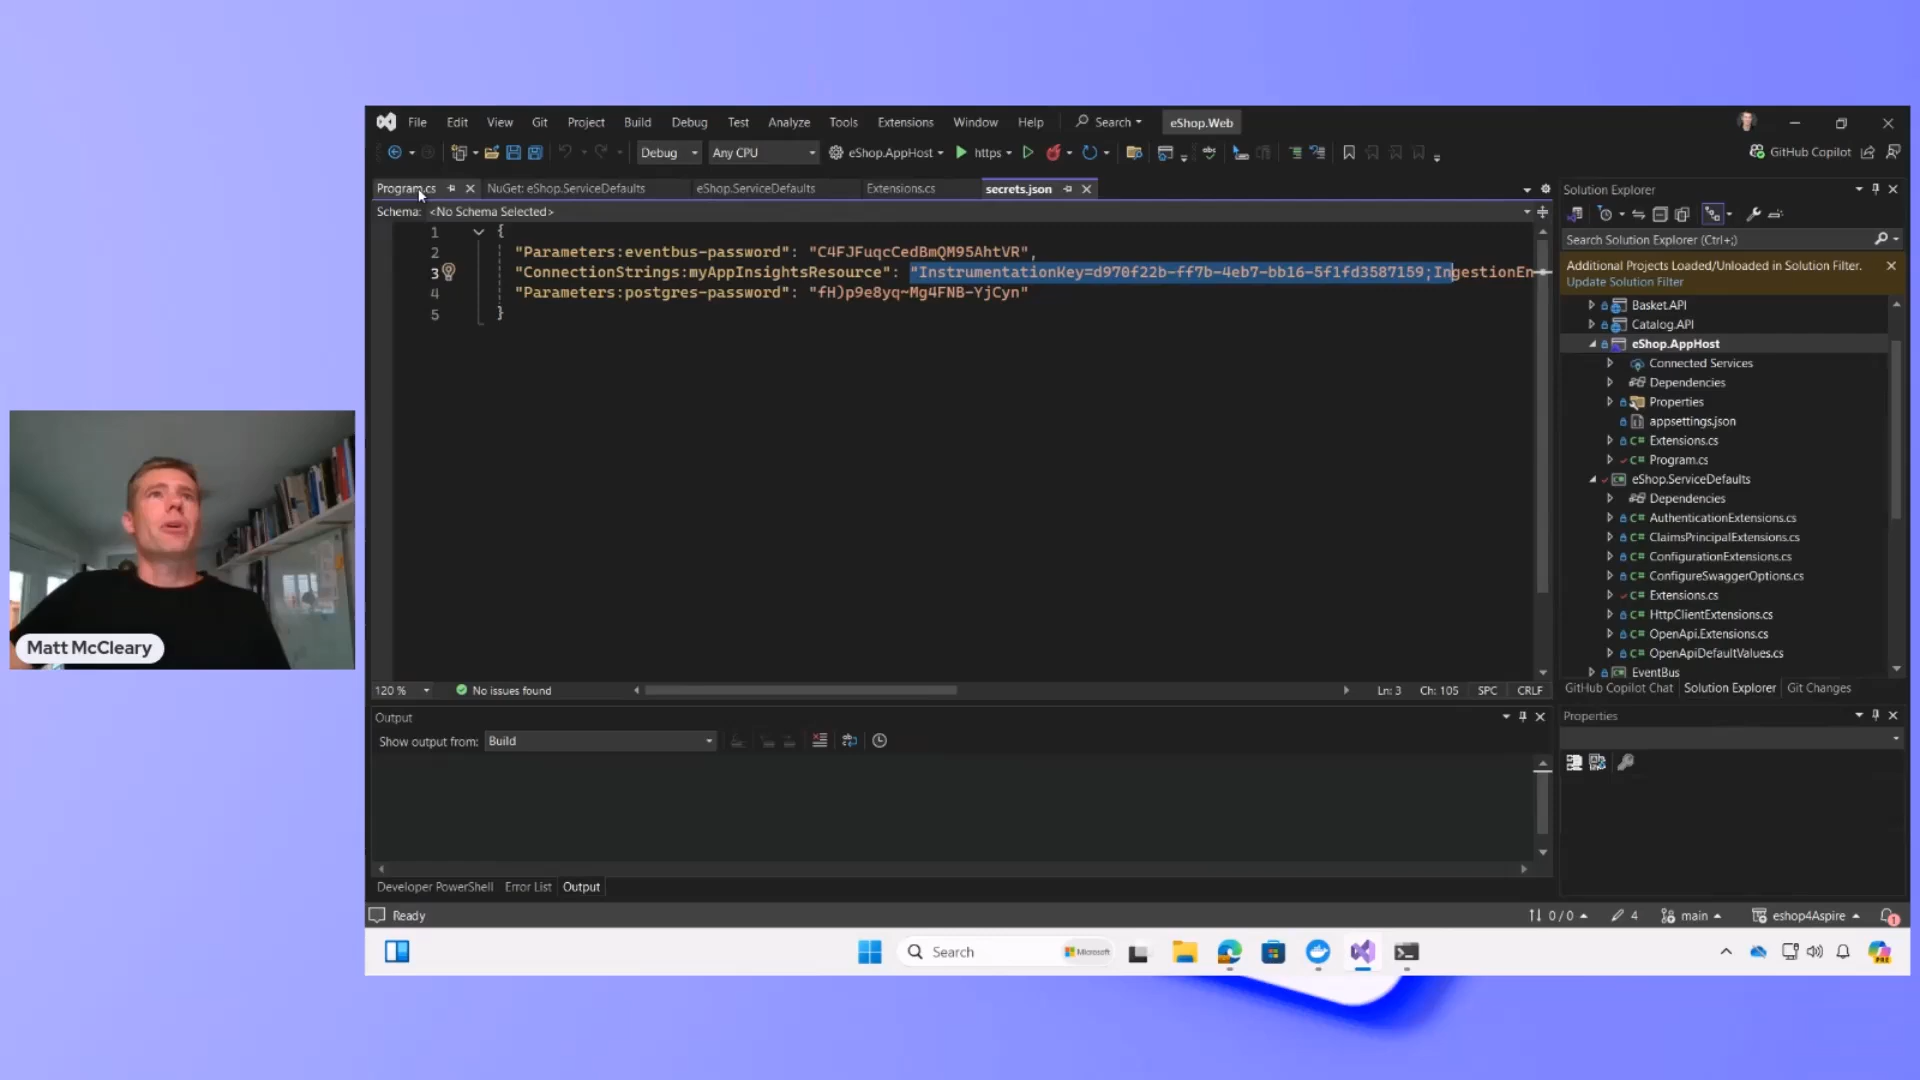 File Edit View Git Project Build Debug Test Analyze Tools Extensions Window Help Search eShop.Web
Debug Any CPU eShop.AppHost https GitHub Copilot
Program.cs NuGet: eShop.ServiceDefaults eShop.ServiceDefaults Extensions.cs secrets.json
Schema: <No Schema Selected>
1 {
2 "Parameters:eventbus-password": "C4FJFuqcCedBmQM95AhtVR",
3 "ConnectionStrings:myAppInsightsResource": "InstrumentationKey=d970f22b-ff7b-4eb7-bb16-5f1fd3587159;IngestionEn
4 "Parameters:postgres-password": "fH)p9e8yq~Mg4FNB-YjCyn"
5 }
120 % No issues found Ln: 3 Ch: 105 SPC CRLF
Output
Show output from: Build
Developer PowerShell Error List Output
Solution Explorer
Search Solution Explorer (Ctrl+;)
Additional Projects Loaded/Unloaded in Solution Filter.
Update Solution Filter
Basket.API
Catalog.API
eShop.AppHost
Connected Services
Dependencies
Properties
appsettings.json
C# Extensions.cs
C# Program.cs
eShop.ServiceDefaults
Dependencies
C# AuthenticationExtensions.cs
C# ClaimsPrincipalExtensions.cs
C# ConfigurationExtensions.cs
C# ConfigureSwaggerOptions.cs
C# Extensions.cs
C# HttpClientExtensions.cs
C# OpenApi.Extensions.cs
C# OpenApiDefaultValues.cs
EventBus
GitHub Copilot Chat Solution Explorer Git Changes
Properties
Matt McCleary
Ready 0 / 0 4 main eshop4Aspire 1
Search Microsoft PRE